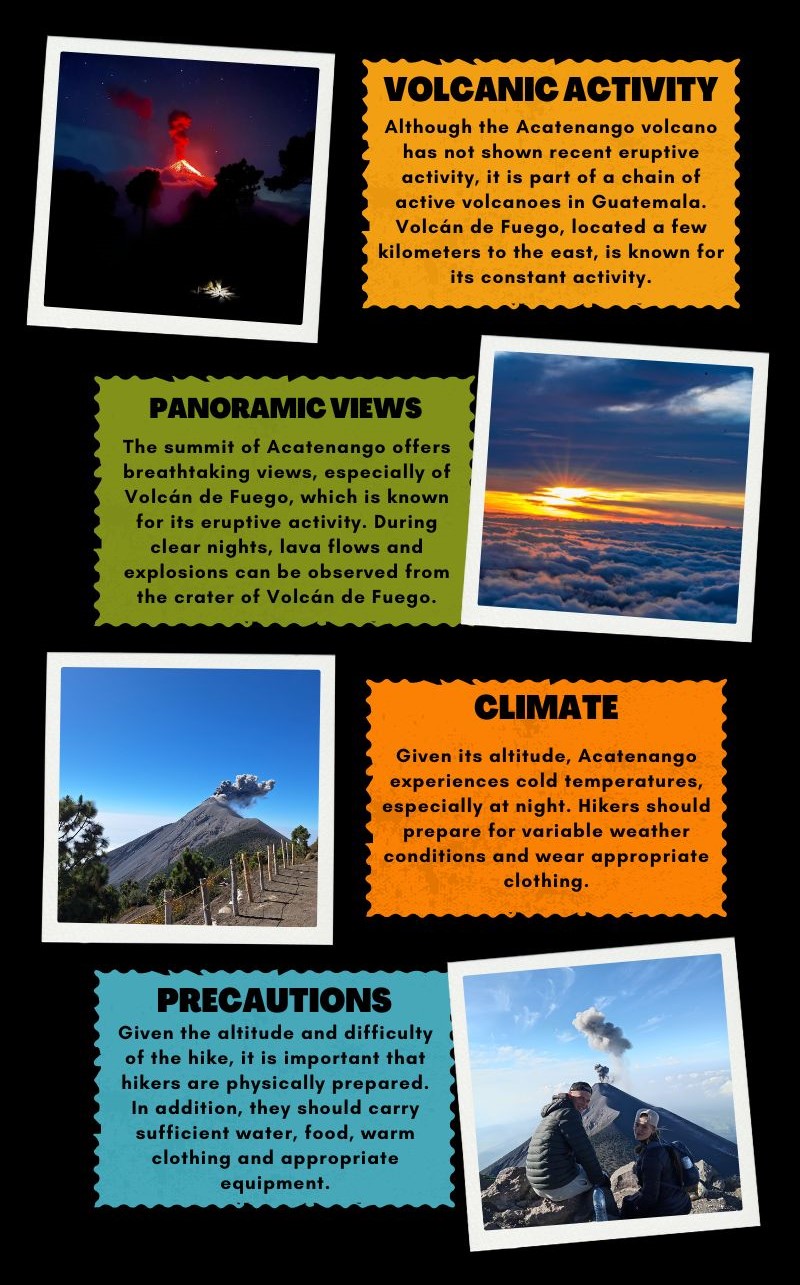 VOLCANIC ACTIVITY
Although the Acatenango volcano
has not shown recent eruptive
activity, it is part of a chain of
active volcanoes in Guatemala.
Volcán de Fuego, located a few
kilometers to the east, is known for
its constant activity.
PANORAMIC VIEWS
The summit of Acatenango offers
breathtaking views, especially of
Volcán de Fuego, which is known
for its eruptive activity. During
clear nights, lava flows and
explosions can be observed from
the crater of Volcán de Fuego.
CLIMATE
Given its altitude, Acatenango
experiences cold temperatures,
especially at night. Hikers should
prepare for variable weather
conditions and wear appropriate
clothing.
PRECAUTIONS
Given the altitude and difficulty
of the hike, it is important that
hikers are physically prepared.
In addition, they should carry
sufficient water, food, warm
clothing and appropriate
equipment.